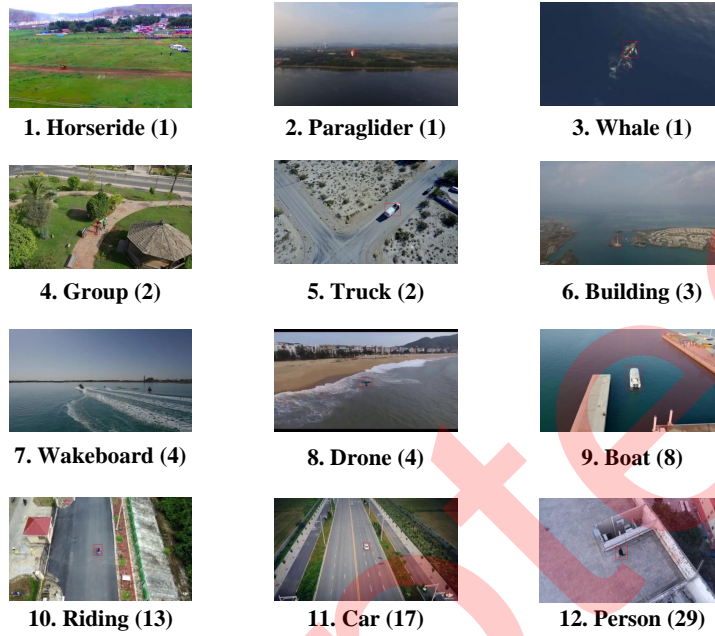 1. Horseride (1)
2. Paraglider (1)
3. Whale (1)
4. Group (2)
5. Truck (2)
6. Building (3)
7. Wakeboard (4)
8. Drone (4)
9. Boat (8)
10. Riding (13)
11. Car (17)
12. Person (29)